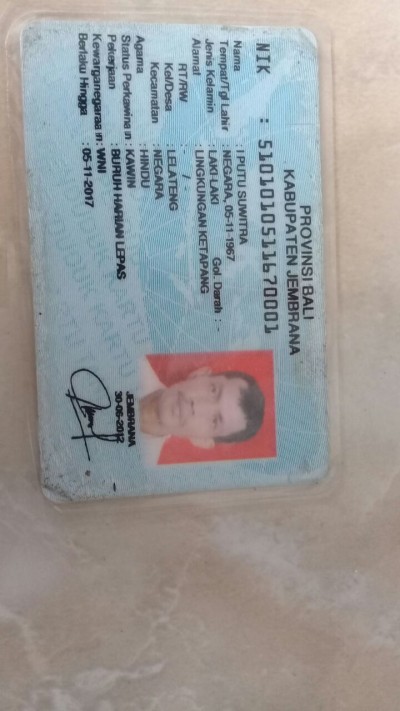 PROVINSI BALI
KABUPATEN JEMBRANA
NIK : 5101010511670001
Nama : I PUTU SUWITRA
Tempat/Tgl Lahir : NEGARA, 05-11-1967
Jenis Kelamin : LAKI-LAKI Gol. Darah : -
Alamat : LINGKUNGAN KETAPANG
RT/RW : - / -
Kel/Desa : LELATENG
Kecamatan : NEGARA
Agama : HINDU
Status Perkawinan : KAWIN
Pekerjaan : BURUH HARIAN LEPAS
Kewarganegaraan : WNI
Berlaku Hingga : 05-11-2017
JEMBRANA
30-06-2012